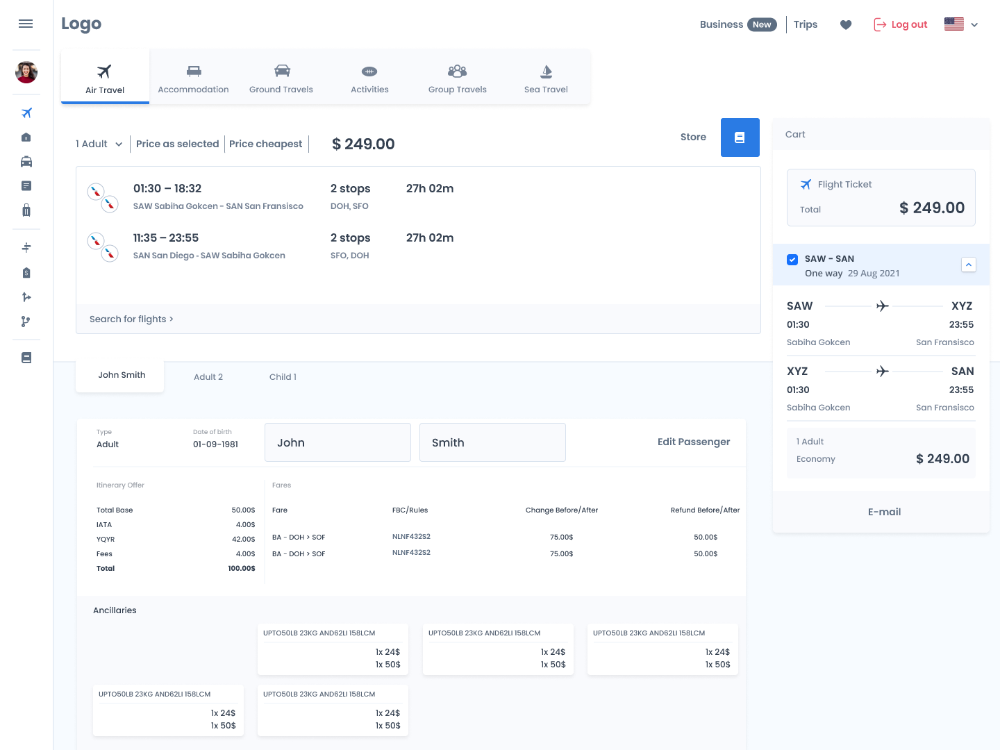 Logo
Business New Trips Log out
Air Travel Accommodation Ground Travels Activities Group Travels Sea Travel
1 Adult Price as selected Price cheapest $ 249.00 Store
01:30 – 18:32 2 stops 27h 02m
SAW Sabiha Gokcen - SAN San Fransisco DOH, SFO
11:35 – 23:55 2 stops 27h 02m
SAN San Diego - SAW Sabiha Gokcen SFO, DOH
Search for flights >
Cart
Flight Ticket
Total $ 249.00
SAW - SAN
One way 29 Aug 2021
SAW XYZ
01:30 23:55
Sabiha Gokcen San Fransisco
XYZ SAN
01:30 23:55
Sabiha Gokcen San Fransisco
1 Adult
Economy $ 249.00
E-mail
John Smith Adult 2 Child 1
Type Date of birth
Adult 01-09-1981 John Smith Edit Passenger
Itinerary Offer Fares
Total Base 50.00$ Fare FBC/Rules Change Before/After Refund Before/After
IATA 4.00$
YQYR 42.00$ BA - DOH > SOF NLNF432S2 75.00$ 50.00$
Fees 4.00$ BA - DOH > SOF NLNF432S2 75.00$ 50.00$
Total 100.00$
Ancillaries
UPTO50LB 23KG AND62LI 158LCM UPTO50LB 23KG AND62LI 158LCM UPTO50LB 23KG AND62LI 158LCM
1x 24$ 1x 24$ 1x 24$
1x 50$ 1x 50$ 1x 50$
UPTO50LB 23KG AND62LI 158LCM UPTO50LB 23KG AND62LI 158LCM
1x 24$ 1x 24$
1x 50$ 1x 50$